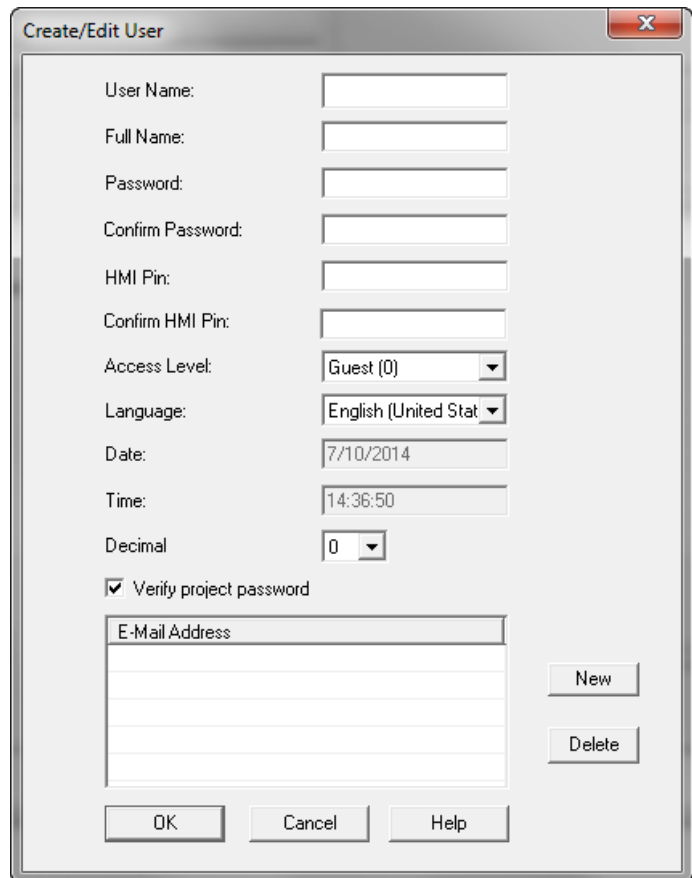 Create/Edit User
User Name:
Full Name:
Password:
Confirm Password:
HMI Pin:
Confirm HMI Pin:
Access Level: Guest (0)
Language: English (United Stat
Date: 7/10/2014
Time: 14:36:50
Decimal 0
Verify project password
E-Mail Address
New
Delete
OK Cancel Help